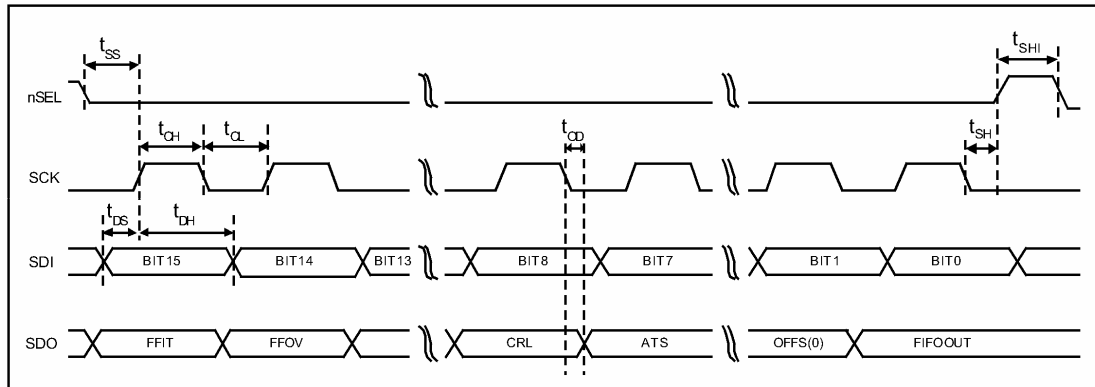 tSS
tSHI
nSEL
tCH
tCL
tOD
tSH
SCK
tDS
tDH
SDI
BIT15
BIT14
BIT13
BIT8
BIT7
BIT1
BIT0
SDO
FFIT
FFOV
CRL
ATS
OFFS(0)
FIFOOUT